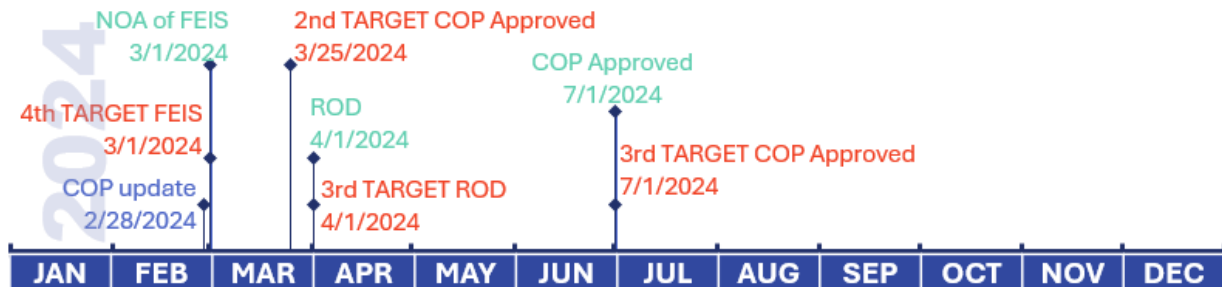 2024
NOA of FEIS
3/1/2024
2nd TARGET COP Approved
3/25/2024
COP Approved
7/1/2024
4th TARGET FEIS
3/1/2024
ROD
4/1/2024
3rd TARGET COP Approved
7/1/2024
COP update
2/28/2024
3rd TARGET ROD
4/1/2024
JAN FEB MAR APR MAY JUN JUL AUG SEP OCT NOV DEC